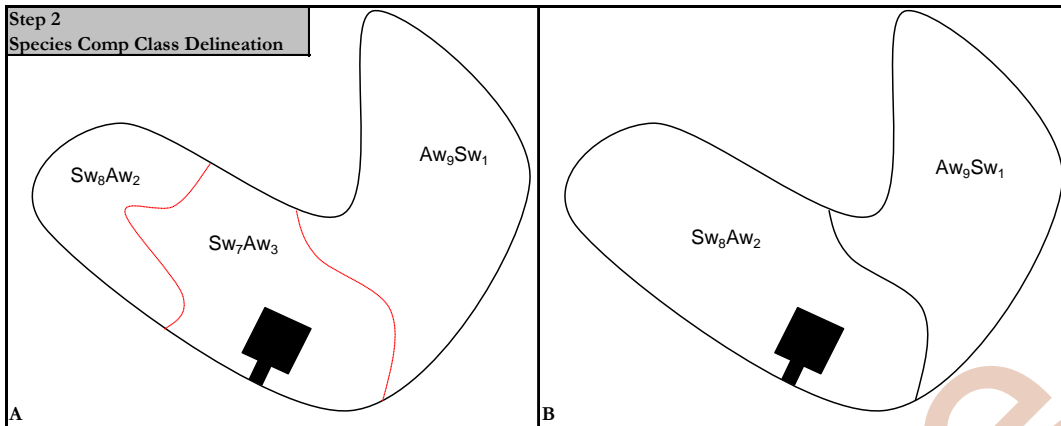 Step 2
Species Comp Class Delineation
Sw₈Aw₂
Sw₇Aw₃
Aw₉Sw₁
A
Sw₈Aw₂
Aw₉Sw₁
B